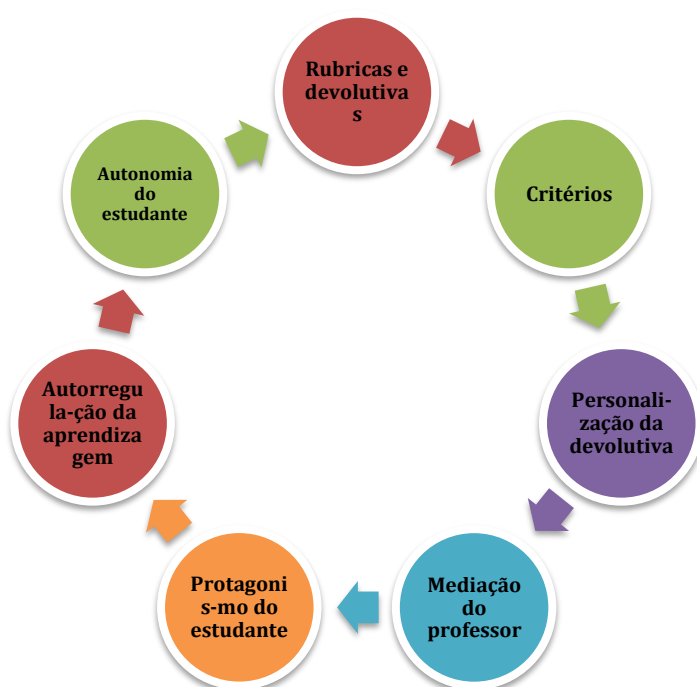 Rubricas e
devolutiva
s
Critérios
Personali-
zação da
devolutiva
Mediação
do
professor
Protagonis
s-mo do
estudante
Autorregu
la-ção da
aprendiza
gem
Autonomia
do
estudante